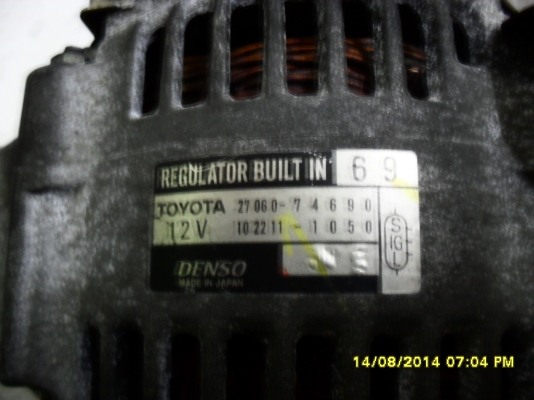 REGULATOR BUILT IN 69
TOYOTA 27060-74690
12V 102211-1050
DENSO
MADE IN JAPAN
S
IG
L
14/08/2014 07:04 PM